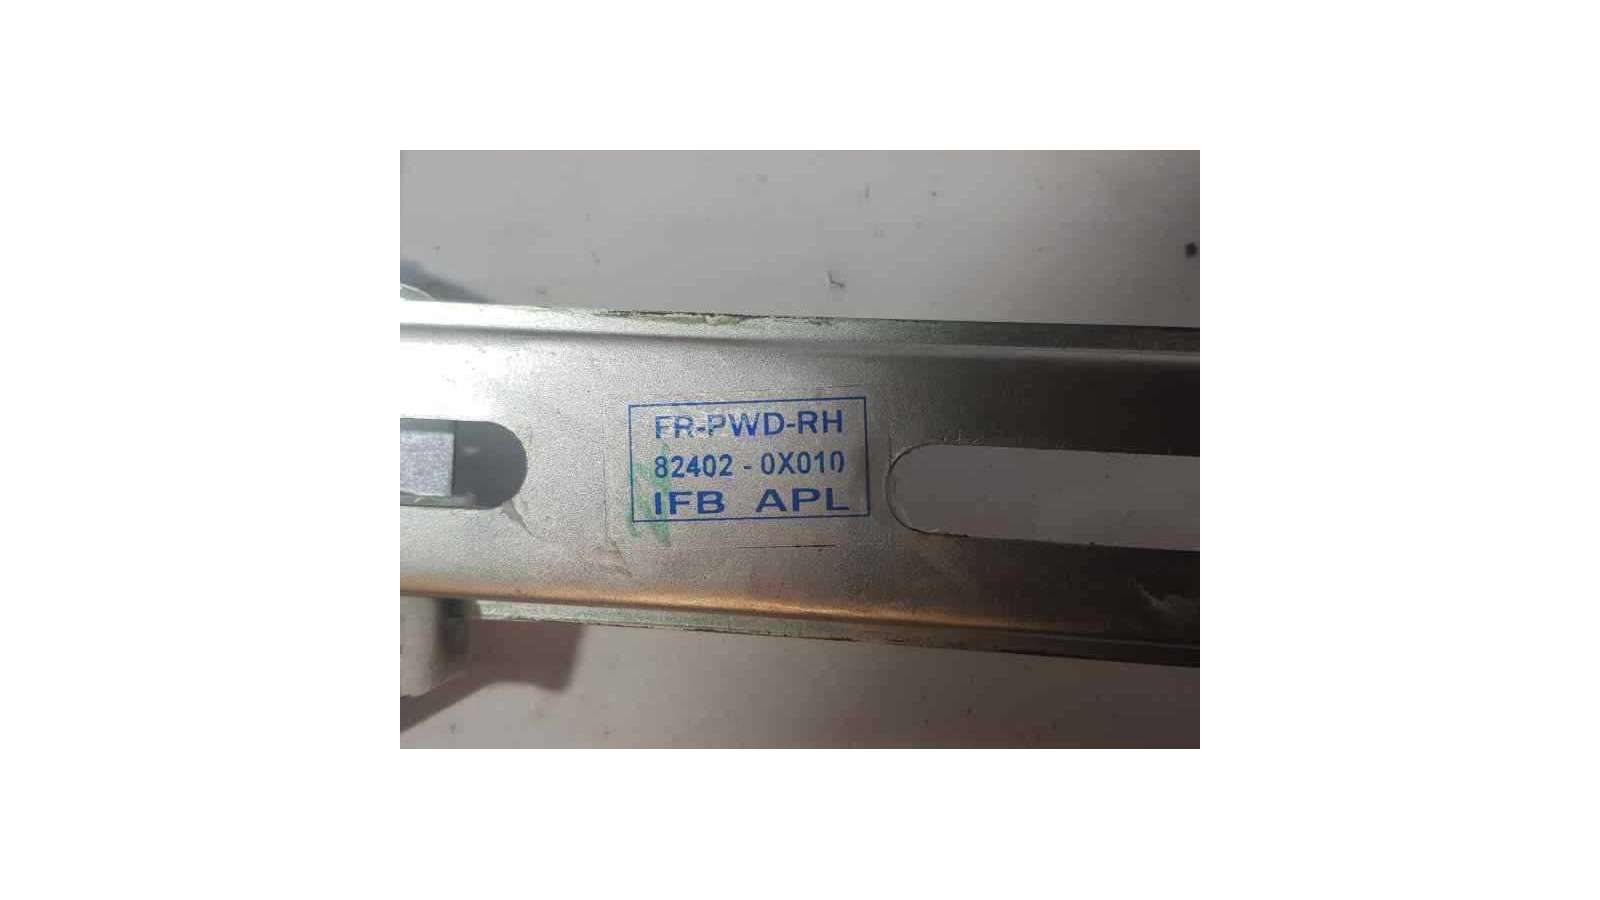 FR-PWD-RH
82402 - 0X010
IFB APL